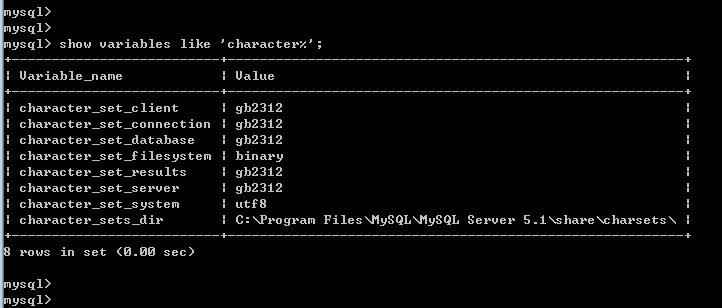 mysql>
mysql>
mysql> show variables like 'character%';
+--------------------------+---------------------------------------------------------+
| Variable_name            | Value                                                   |
+--------------------------+---------------------------------------------------------+
| character_set_client     | gb2312                                                  |
| character_set_connection | gb2312                                                  |
| character_set_database   | gb2312                                                  |
| character_set_filesystem | binary                                                  |
| character_set_results    | gb2312                                                  |
| character_set_server     | gb2312                                                  |
| character_set_system     | utf8                                                    |
| character_sets_dir       | C:\Program Files\MySQL\MySQL Server 5.1\share\charsets\ |
+--------------------------+---------------------------------------------------------+
8 rows in set (0.00 sec)
mysql>
mysql>